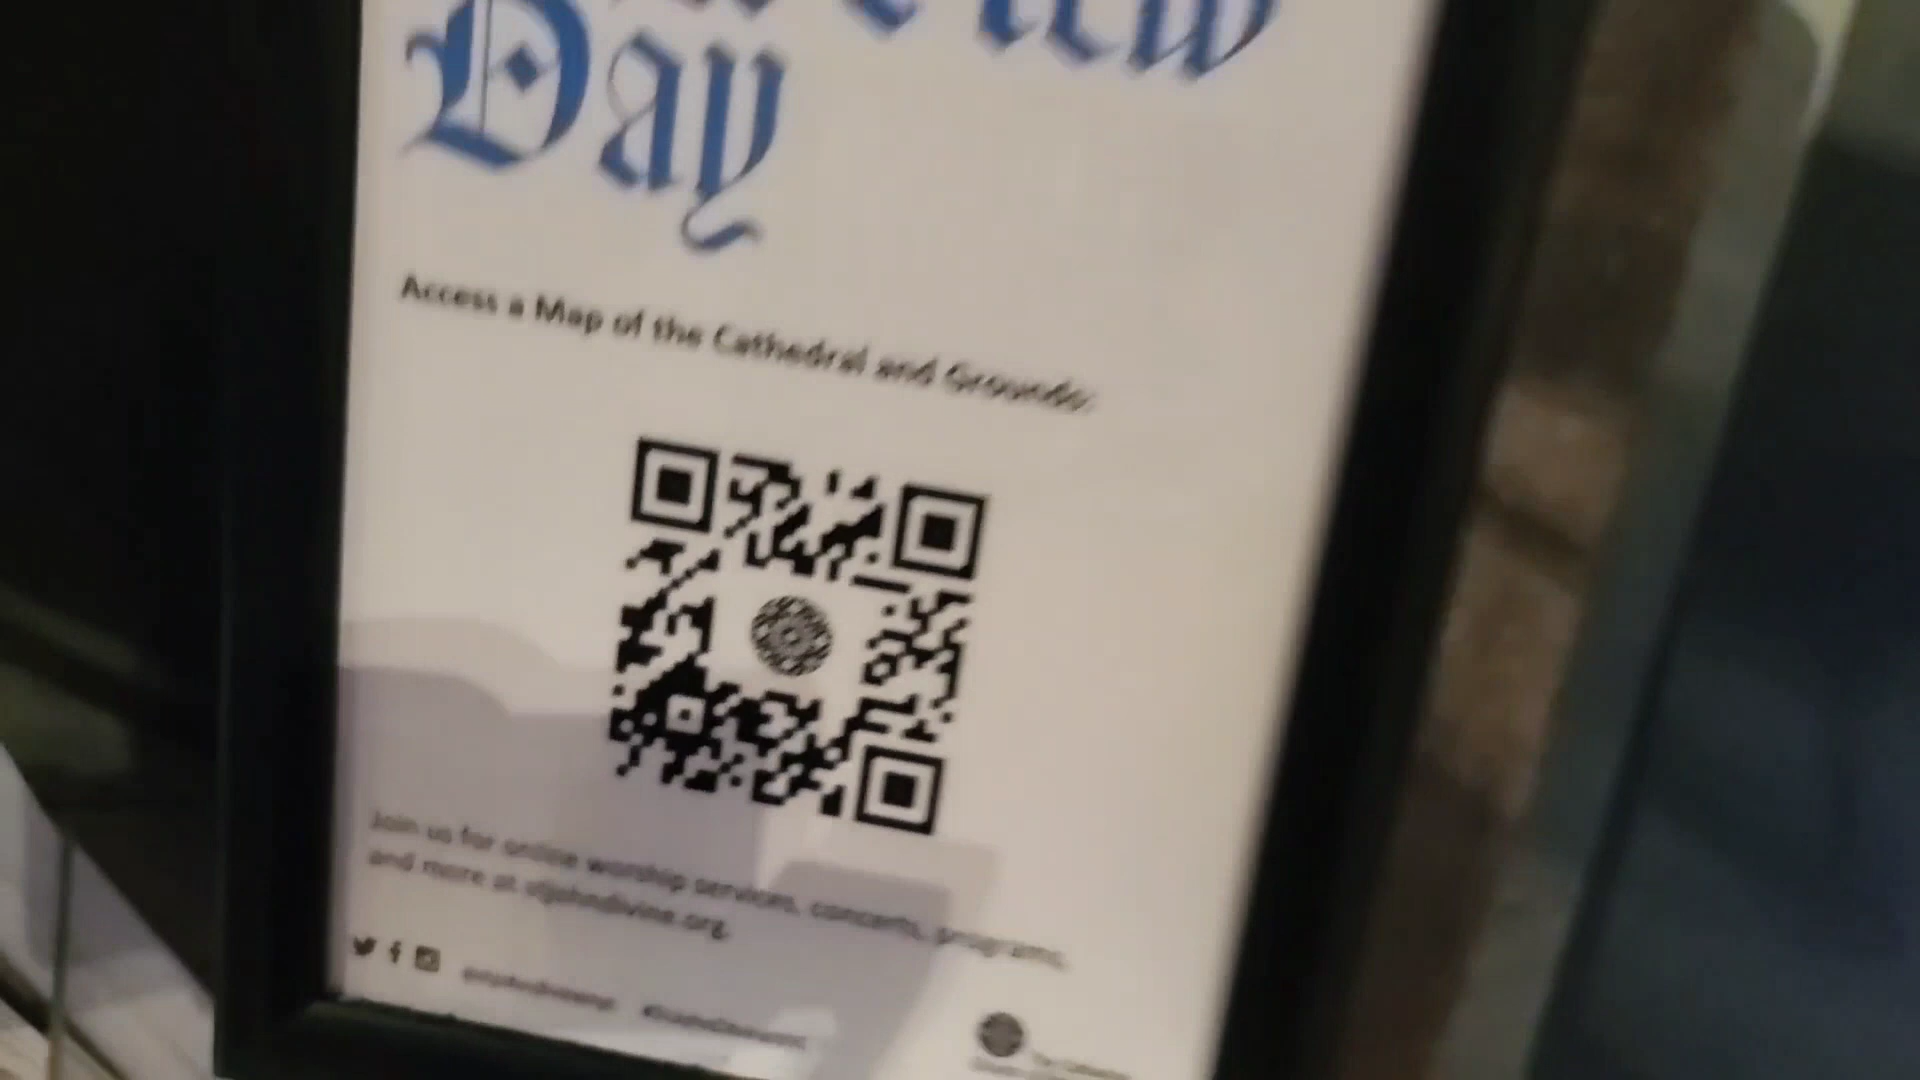 Day
Access a Map of the Cathedral and Grounds:
Join us for online worship services, concerts, programs,
and more at stjohndivine.org.